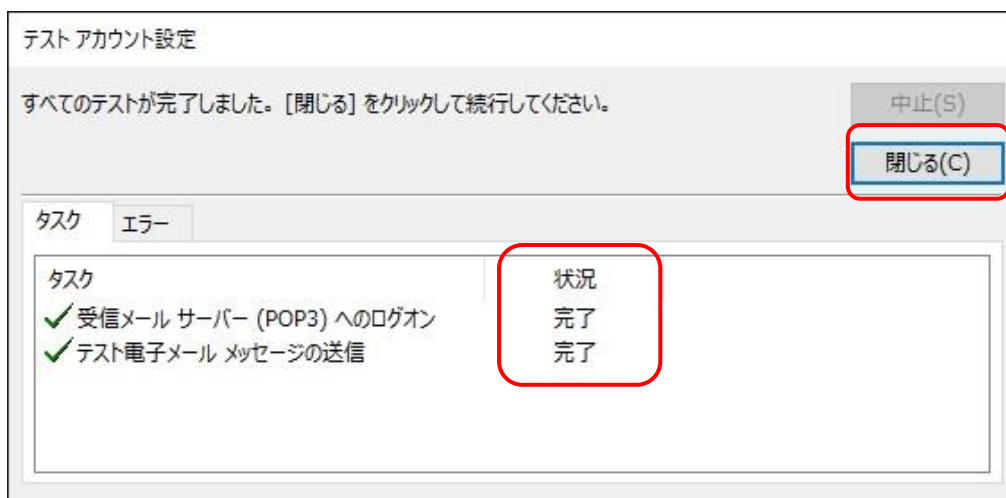 テスト アカウント設定
すべてのテストが完了しました。[閉じる] をクリックして続行してください。
中止(S)
閉じる(C)
タスク エラー
タスク 状況
受信メール サーバー (POP3) へのログオン 完了
テスト電子メール メッセージの送信 完了